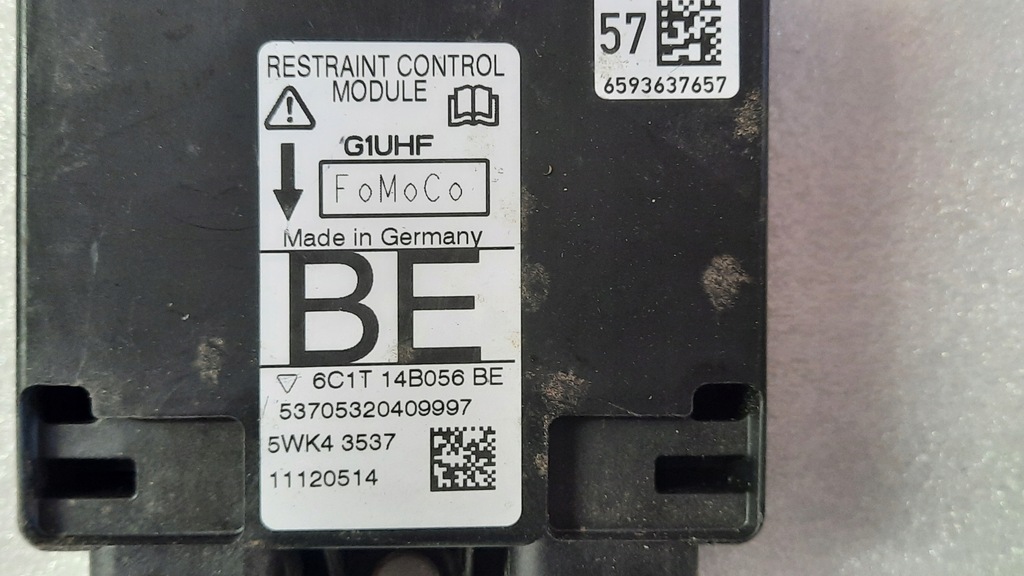 57
6593637657
RESTRAINT CONTROL
MODULE
G1UHF
FoMoCo
Made in Germany
BE
6C1T 14B056 BE
53705320409997
5WK4 3537
11120514